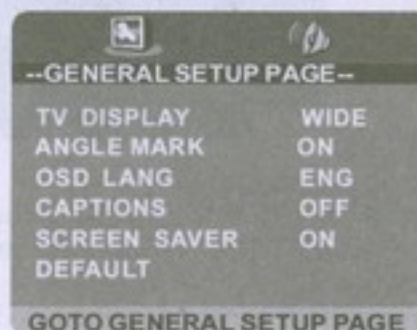 --GENERAL SETUP PAGE--
TV DISPLAY WIDE
ANGLE MARK ON
OSD LANG ENG
CAPTIONS OFF
SCREEN SAVER ON
DEFAULT
GOTO GENERAL SETUP PAGE